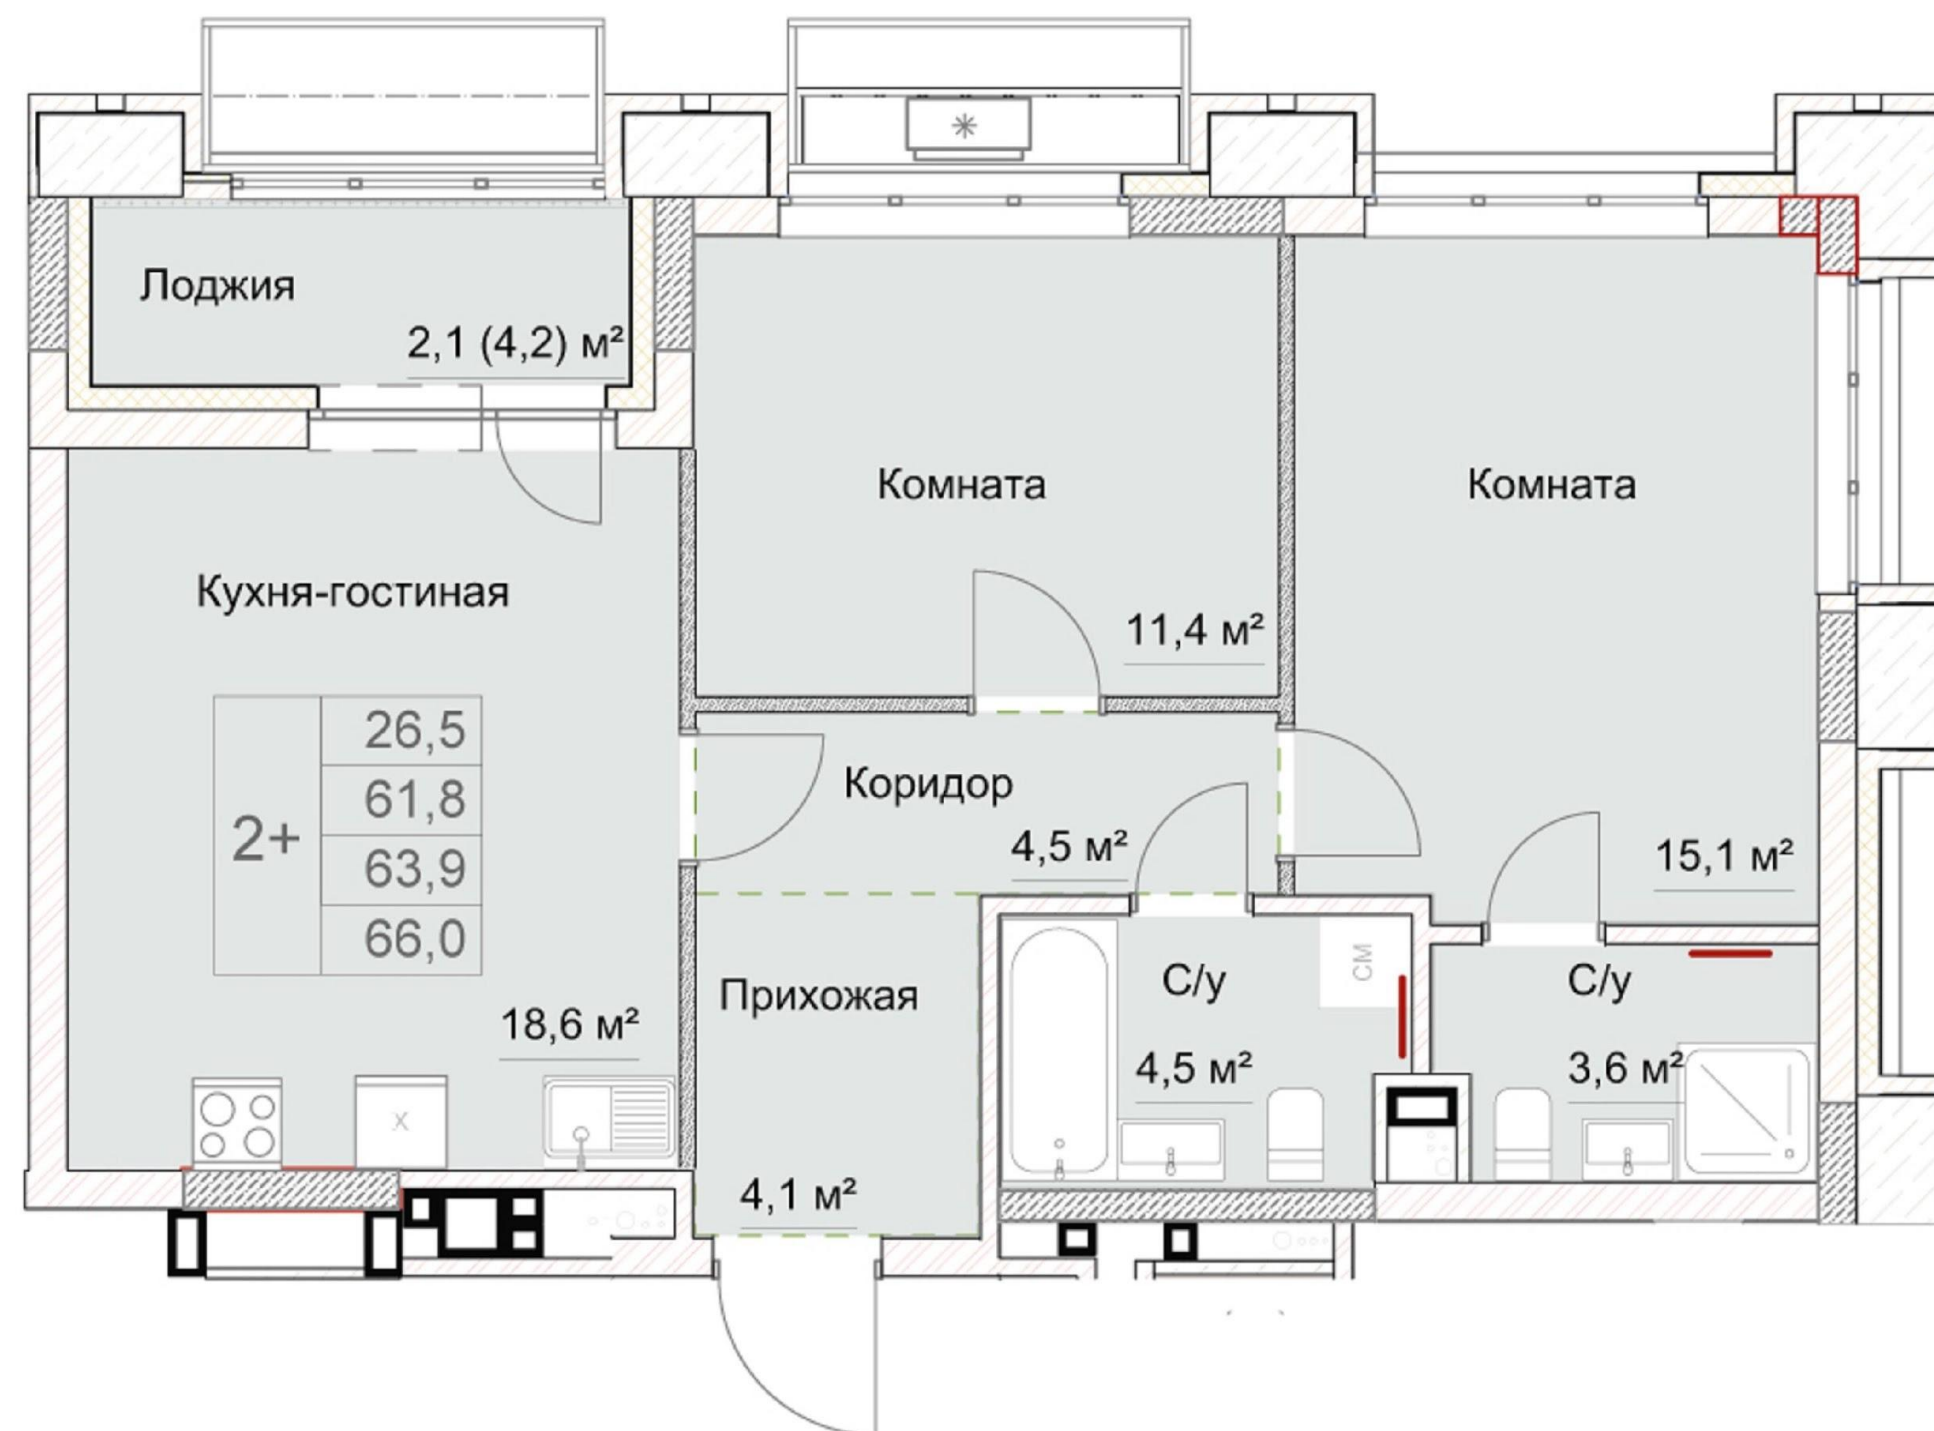 Лоджия
2,1 (4,2) м²
Комната
11,4 м²
Комната
15,1 м²
Кухня-гостиная
2+
26,5
61,8
63,9
66,0
18,6 м²
X
Коридор
4,5 м²
Прихожая
4,1 м²
С/у
СМ
4,5 м²
С/у
3,6 м²